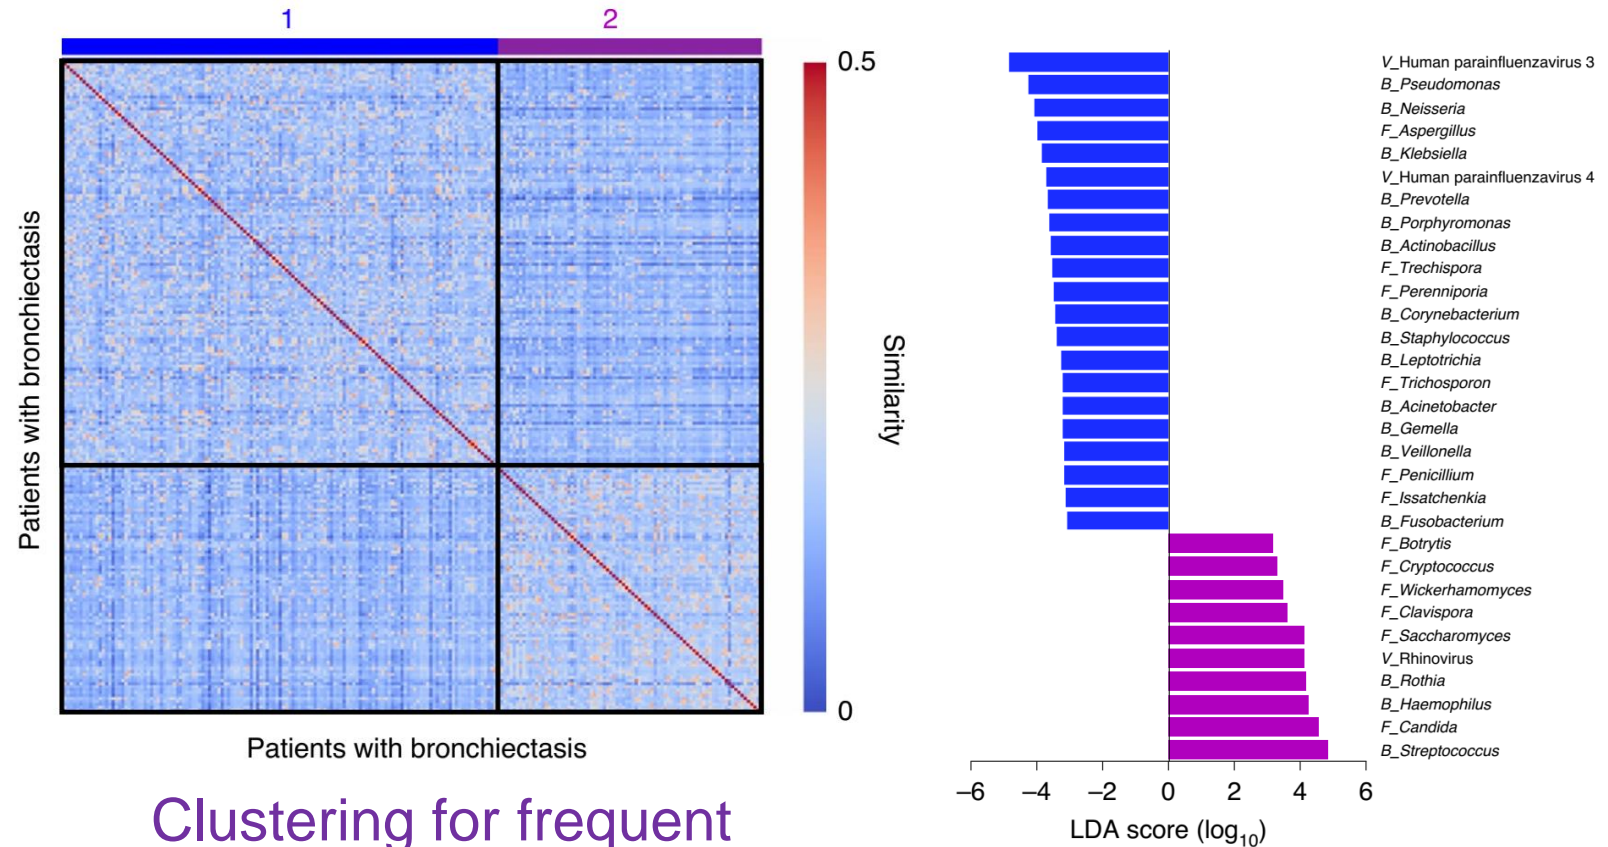 1
2
Patients with bronchiectasis
Patients with bronchiectasis
0.5
0
Similarity
Clustering for frequent
V_Human parainfluenzavirus 3
B_Pseudomonas
B_Neisseria
F_Aspergillus
B_Klebsiella
V_Human parainfluenzavirus 4
B_Prevotella
B_Porphyromonas
B_Actinobacillus
F_Trechispora
F_Perenniporia
B_Corynebacterium
B_Staphylococcus
B_Leptotrichia
F_Trichosporon
B_Acinetobacter
B_Gemella
B_Veillonella
F_Penicillium
F_Issatchenkia
B_Fusobacterium
F_Botrytis
F_Cryptococcus
F_Wickerhamomyces
F_Clavispora
F_Saccharomyces
V_Rhinovirus
B_Rothia
B_Haemophilus
F_Candida
B_Streptococcus
–6 –4 –2 0 2 4 6
LDA score (log10)